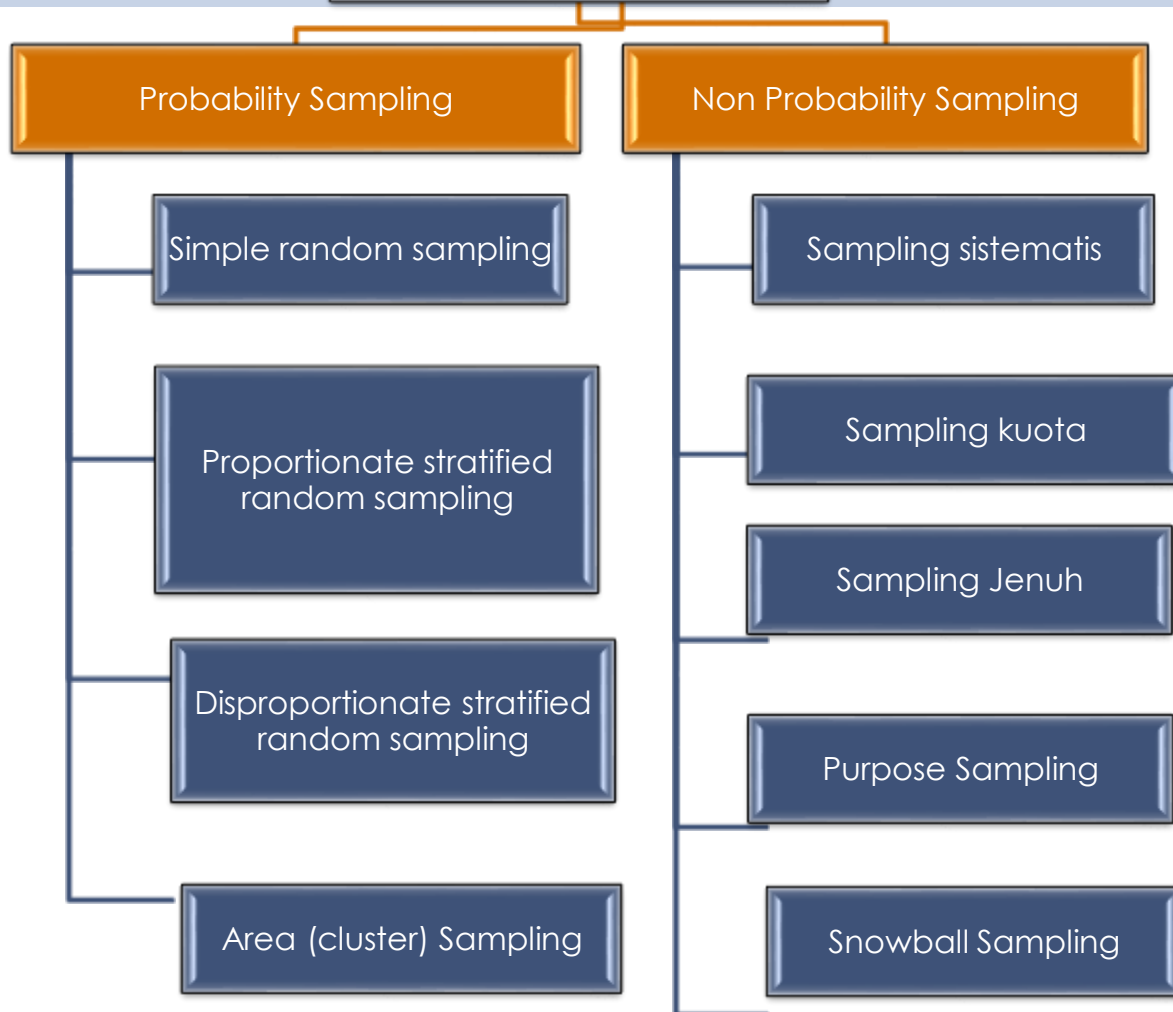 Probability Sampling
Non Probability Sampling
Simple random sampling
Proportionate stratified
random sampling
Disproportionate stratified
random sampling
Area (cluster) Sampling
Sampling sistematis
Sampling kuota
Sampling Jenuh
Purpose Sampling
Snowball Sampling